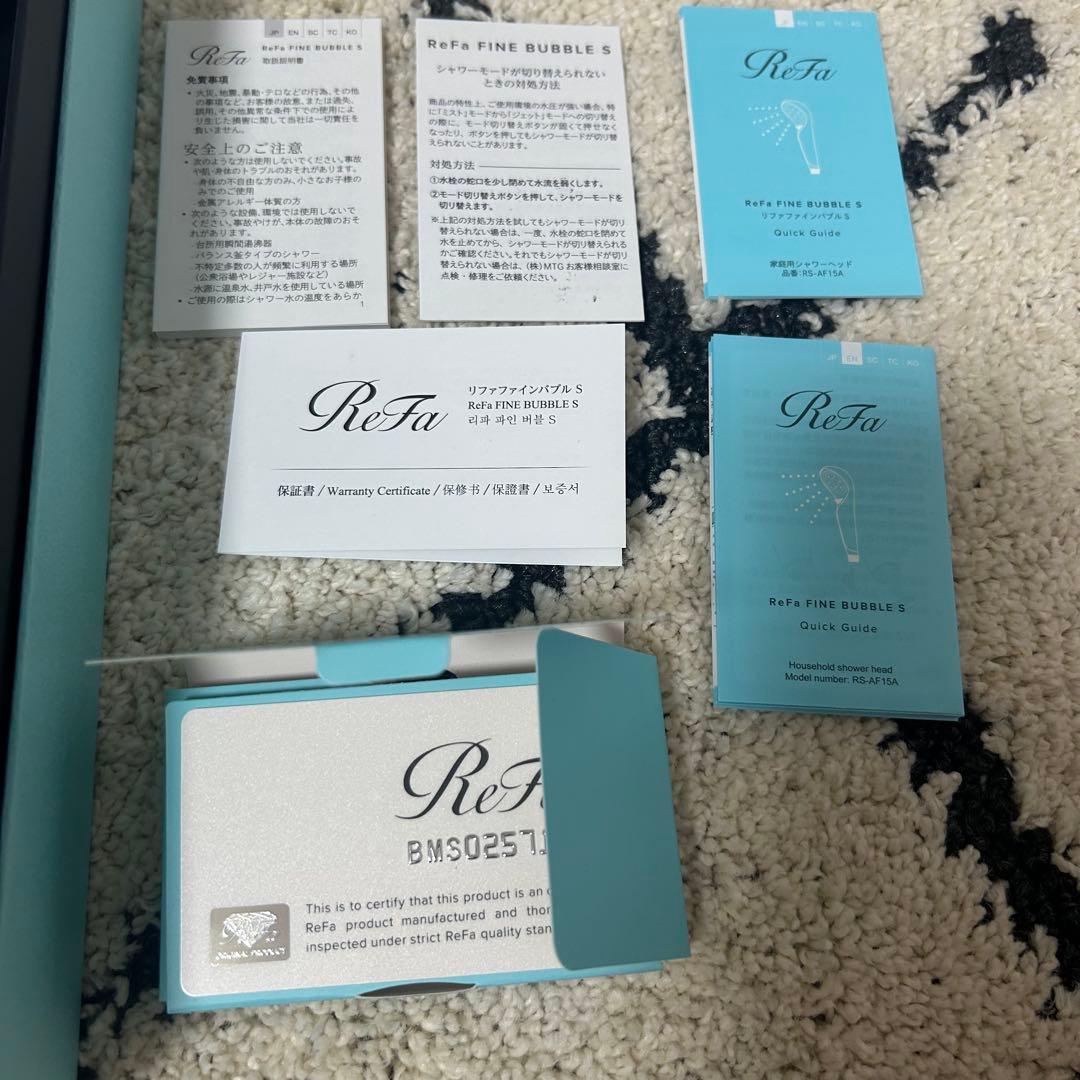 JP EN SC TC KO
ReFa
ReFa FINE BUBBLE S
取扱説明書
免責事項
• 火災、地震、暴動・テロなどの行為、その他
の事項など、お客様の故意、または過失、
誤用、その他異常な条件下での使用によ
り生じた損害に関して当社は一切責任を
負いません。
安全上のご注意
• 次のような方は使用しないでください。事故
や肌・身体のトラブルのおそれがあります。
-身体の不自由な方のみ、小さなお子様の
みでのご使用
-金属アレルギー体質の方
• 次のような設備、環境では使用しないで
ください。事故やけが、本体の故障のおそ
れがあります。
-台所用瞬間湯沸器
-バランス釜タイプのシャワー
-不特定多数の人が頻繁に利用する場所
(公衆浴場やレジャー施設など)
-水源に温泉水、井戸水を使用している場所
• ご使用の際はシャワー水の温度をあらか
1
ReFa FINE BUBBLE S
シャワーモードが切り替えられない
ときの対処方法
商品の特性上、ご使用環境の水圧が強い場合、特
に「ミスト」モードから「ジェット」モードへの切り替え
の際に、モード切り替えボタンが固くて押せなく
なったり、ボタンを押してもシャワーモードが切り替
えられないことがあります。
対処方法
①水栓の蛇口を少し閉めて水流を弱くします。
②モード切り替えボタンを押して、シャワーモードを
切り替えます。
※上記の対処方法を試してもシャワーモードが切り
替えられない場合は、一度、水栓の蛇口を閉めて
水を止めてから、シャワーモードが切り替えられる
かご確認ください。それでもシャワーモードが切り
替えられない場合は、(株)MTGお客様相談室に
点検・修理をご依頼ください。
JP EN SC TC KO
ReFa
ReFa FINE BUBBLE S
リファファインバブル S
Quick Guide
家庭用シャワーヘッド
品番:RS-AF15A
ReFa
リファファインバブル S
ReFa FINE BUBBLE S
리파 파인 버블 S
保証書 / Warranty Certificate / 保修书 / 保證書 / 보증서
JP EN SC TC KO
ReFa
ReFa FINE BUBBLE S
Quick Guide
Household shower head
Model number: RS-AF15A
ReFa
BMS02571
This is to certify that this product is an
ReFa product manufactured and thor
inspected under strict ReFa quality stan